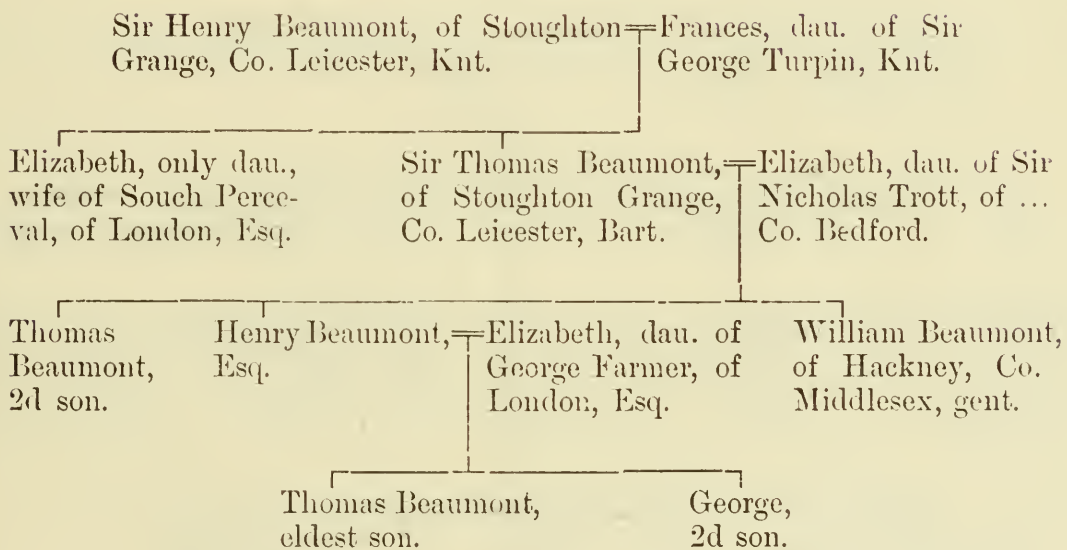 Sir Henry Beaumont, of Stoughton=Frances, dau. of Sir
Grange, Co. Leicester, Knt. George Turpin, Knt.
Elizabeth, only dau.,
wife of Souch Perce-
val, of London, Esq.
Sir Thomas Beaumont,
of Stoughton Grange,
Co. Leicester, Bart.
=Elizabeth, dau. of Sir
Nicholas Trott, of ...
Co. Bedford.
Thomas
Beaumont,
2d son.
Henry Beaumont,
Esq.
=Elizabeth, dau. of
George Farmer, of
London, Esq.
William Beaumont,
of Hackney, Co.
Middlesex, gent.
Thomas Beaumont,
eldest son.
George,
2d son.